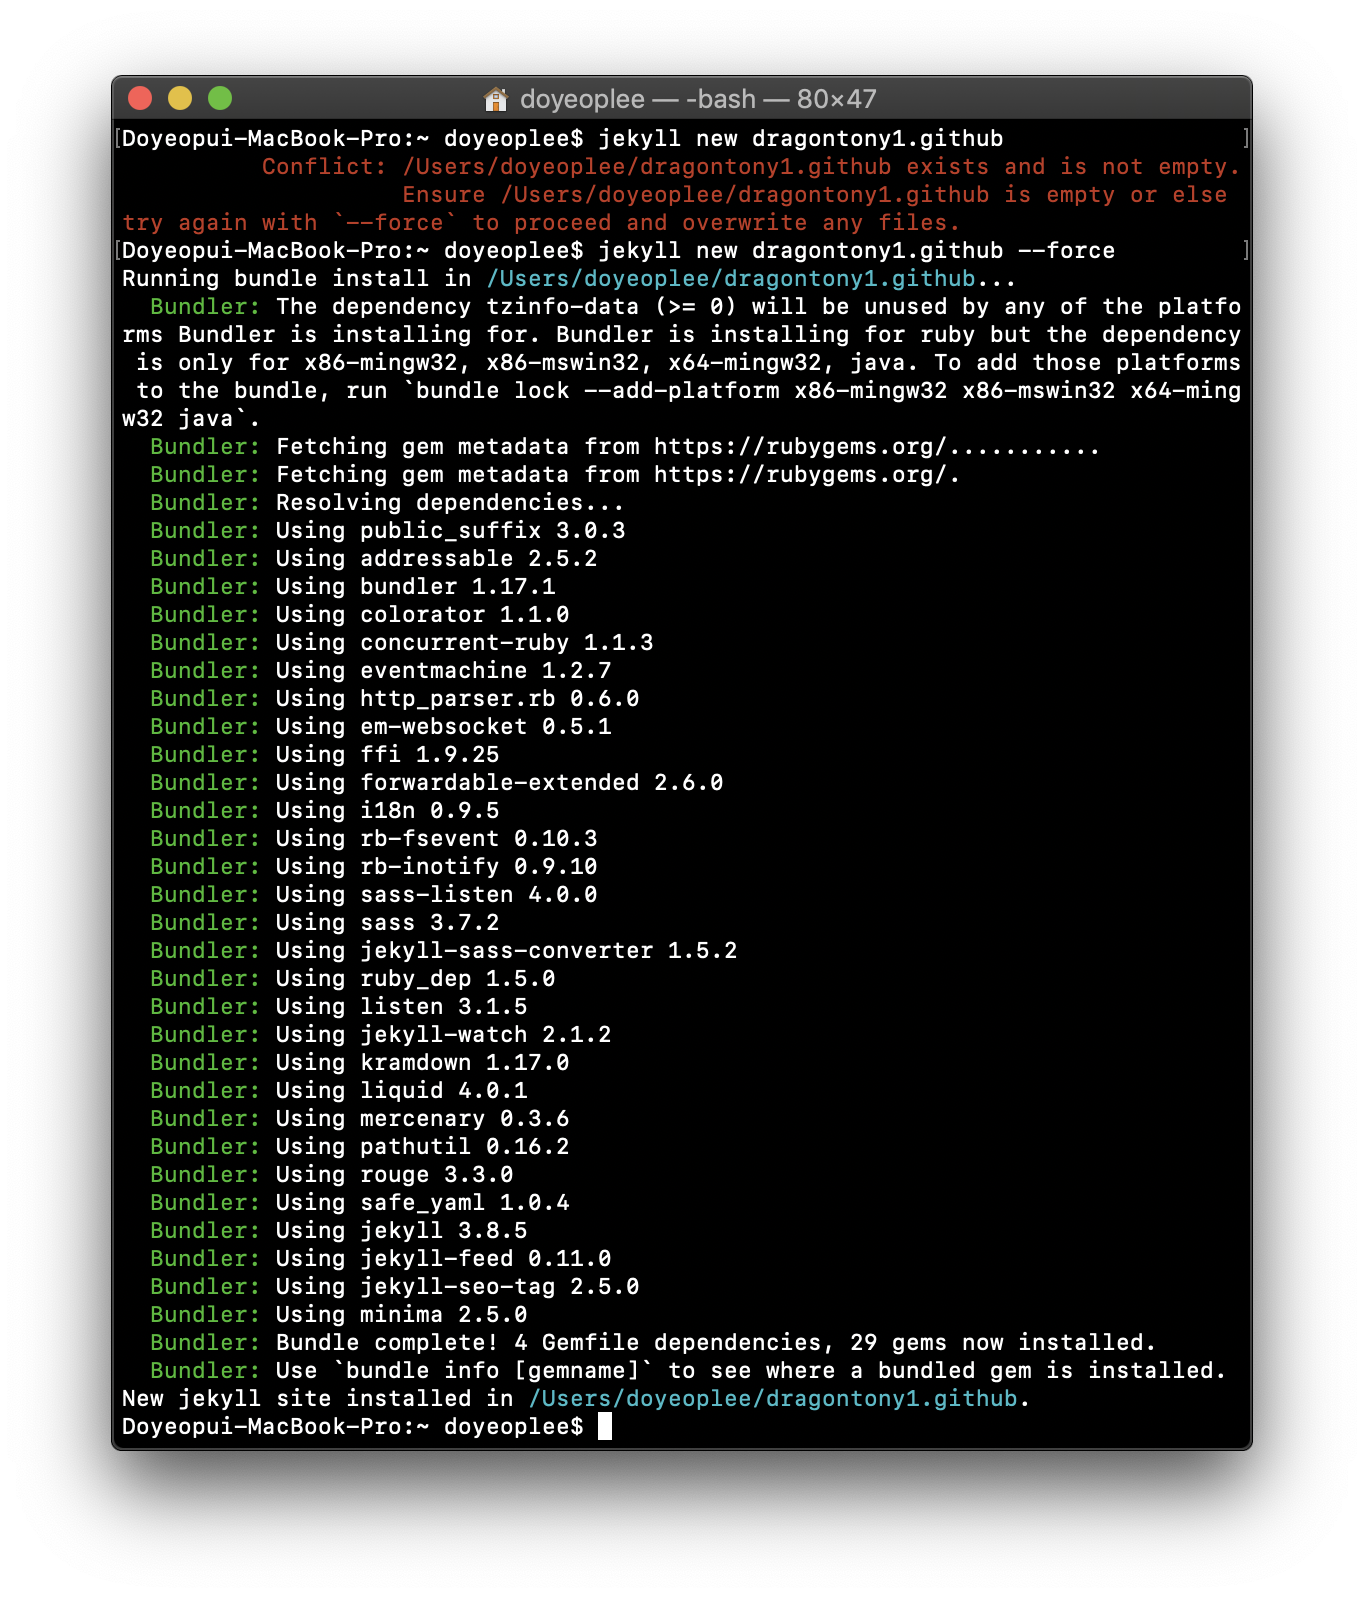 doyeoplee — -bash — 80×47
[Doyeopui-MacBook-Pro:~ doyeoplee$ jekyll new dragontony1.github ]
Conflict: /Users/doyeoplee/dragontony1.github exists and is not empty.
Ensure /Users/doyeoplee/dragontony1.github is empty or else
try again with `--force` to proceed and overwrite any files.
[Doyeopui-MacBook-Pro:~ doyeoplee$ jekyll new dragontony1.github --force ]
Running bundle install in /Users/doyeoplee/dragontony1.github...
Bundler: The dependency tzinfo-data (>= 0) will be unused by any of the platfo
rms Bundler is installing for. Bundler is installing for ruby but the dependency
is only for x86-mingw32, x86-mswin32, x64-mingw32, java. To add those platforms
to the bundle, run `bundle lock --add-platform x86-mingw32 x86-mswin32 x64-ming
w32 java`.
Bundler: Fetching gem metadata from https://rubygems.org/...........
Bundler: Fetching gem metadata from https://rubygems.org/.
Bundler: Resolving dependencies...
Bundler: Using public_suffix 3.0.3
Bundler: Using addressable 2.5.2
Bundler: Using bundler 1.17.1
Bundler: Using colorator 1.1.0
Bundler: Using concurrent-ruby 1.1.3
Bundler: Using eventmachine 1.2.7
Bundler: Using http_parser.rb 0.6.0
Bundler: Using em-websocket 0.5.1
Bundler: Using ffi 1.9.25
Bundler: Using forwardable-extended 2.6.0
Bundler: Using i18n 0.9.5
Bundler: Using rb-fsevent 0.10.3
Bundler: Using rb-inotify 0.9.10
Bundler: Using sass-listen 4.0.0
Bundler: Using sass 3.7.2
Bundler: Using jekyll-sass-converter 1.5.2
Bundler: Using ruby_dep 1.5.0
Bundler: Using listen 3.1.5
Bundler: Using jekyll-watch 2.1.2
Bundler: Using kramdown 1.17.0
Bundler: Using liquid 4.0.1
Bundler: Using mercenary 0.3.6
Bundler: Using pathutil 0.16.2
Bundler: Using rouge 3.3.0
Bundler: Using safe_yaml 1.0.4
Bundler: Using jekyll 3.8.5
Bundler: Using jekyll-feed 0.11.0
Bundler: Using jekyll-seo-tag 2.5.0
Bundler: Using minima 2.5.0
Bundler: Bundle complete! 4 Gemfile dependencies, 29 gems now installed.
Bundler: Use `bundle info [gemname]` to see where a bundled gem is installed.
New jekyll site installed in /Users/doyeoplee/dragontony1.github.
Doyeopui-MacBook-Pro:~ doyeoplee$